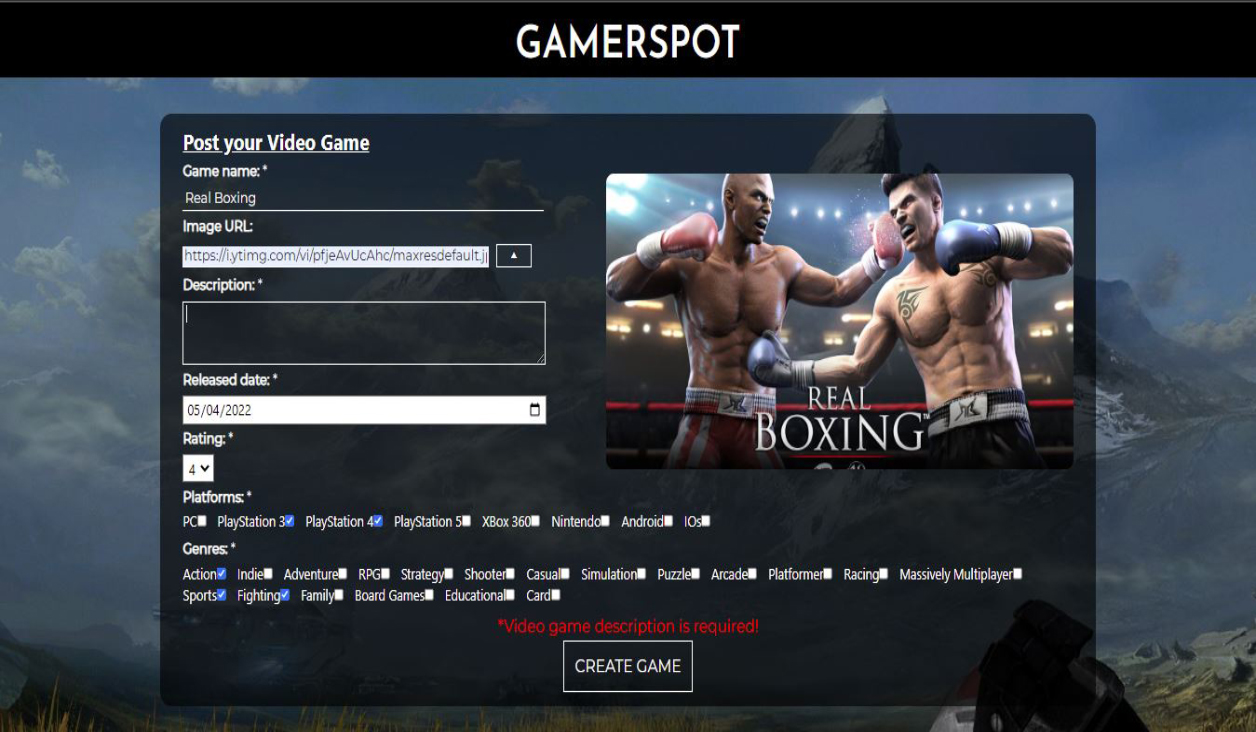 GAMERSPOT
Post your Video Game
Game name: *
Real Boxing
Image URL:
https://i.ytimg.com/vi/pfjeAvUcAhc/maxresdefault.j
▲
Description: *
Released date: *
05/04/2022
Rating: *
4
Platforms: *
PC PlayStation 3 PlayStation 4 PlayStation 5 XBox 360 Nintendo Android IOs
Genres: *
Action Indie Adventure RPG Strategy Shooter Casual Simulation Puzzle Arcade Platformer Racing Massively Multiplayer
Sports Fighting Family Board Games Educational Card
*Video game description is required!
CREATE GAME
REAL
BOXING™